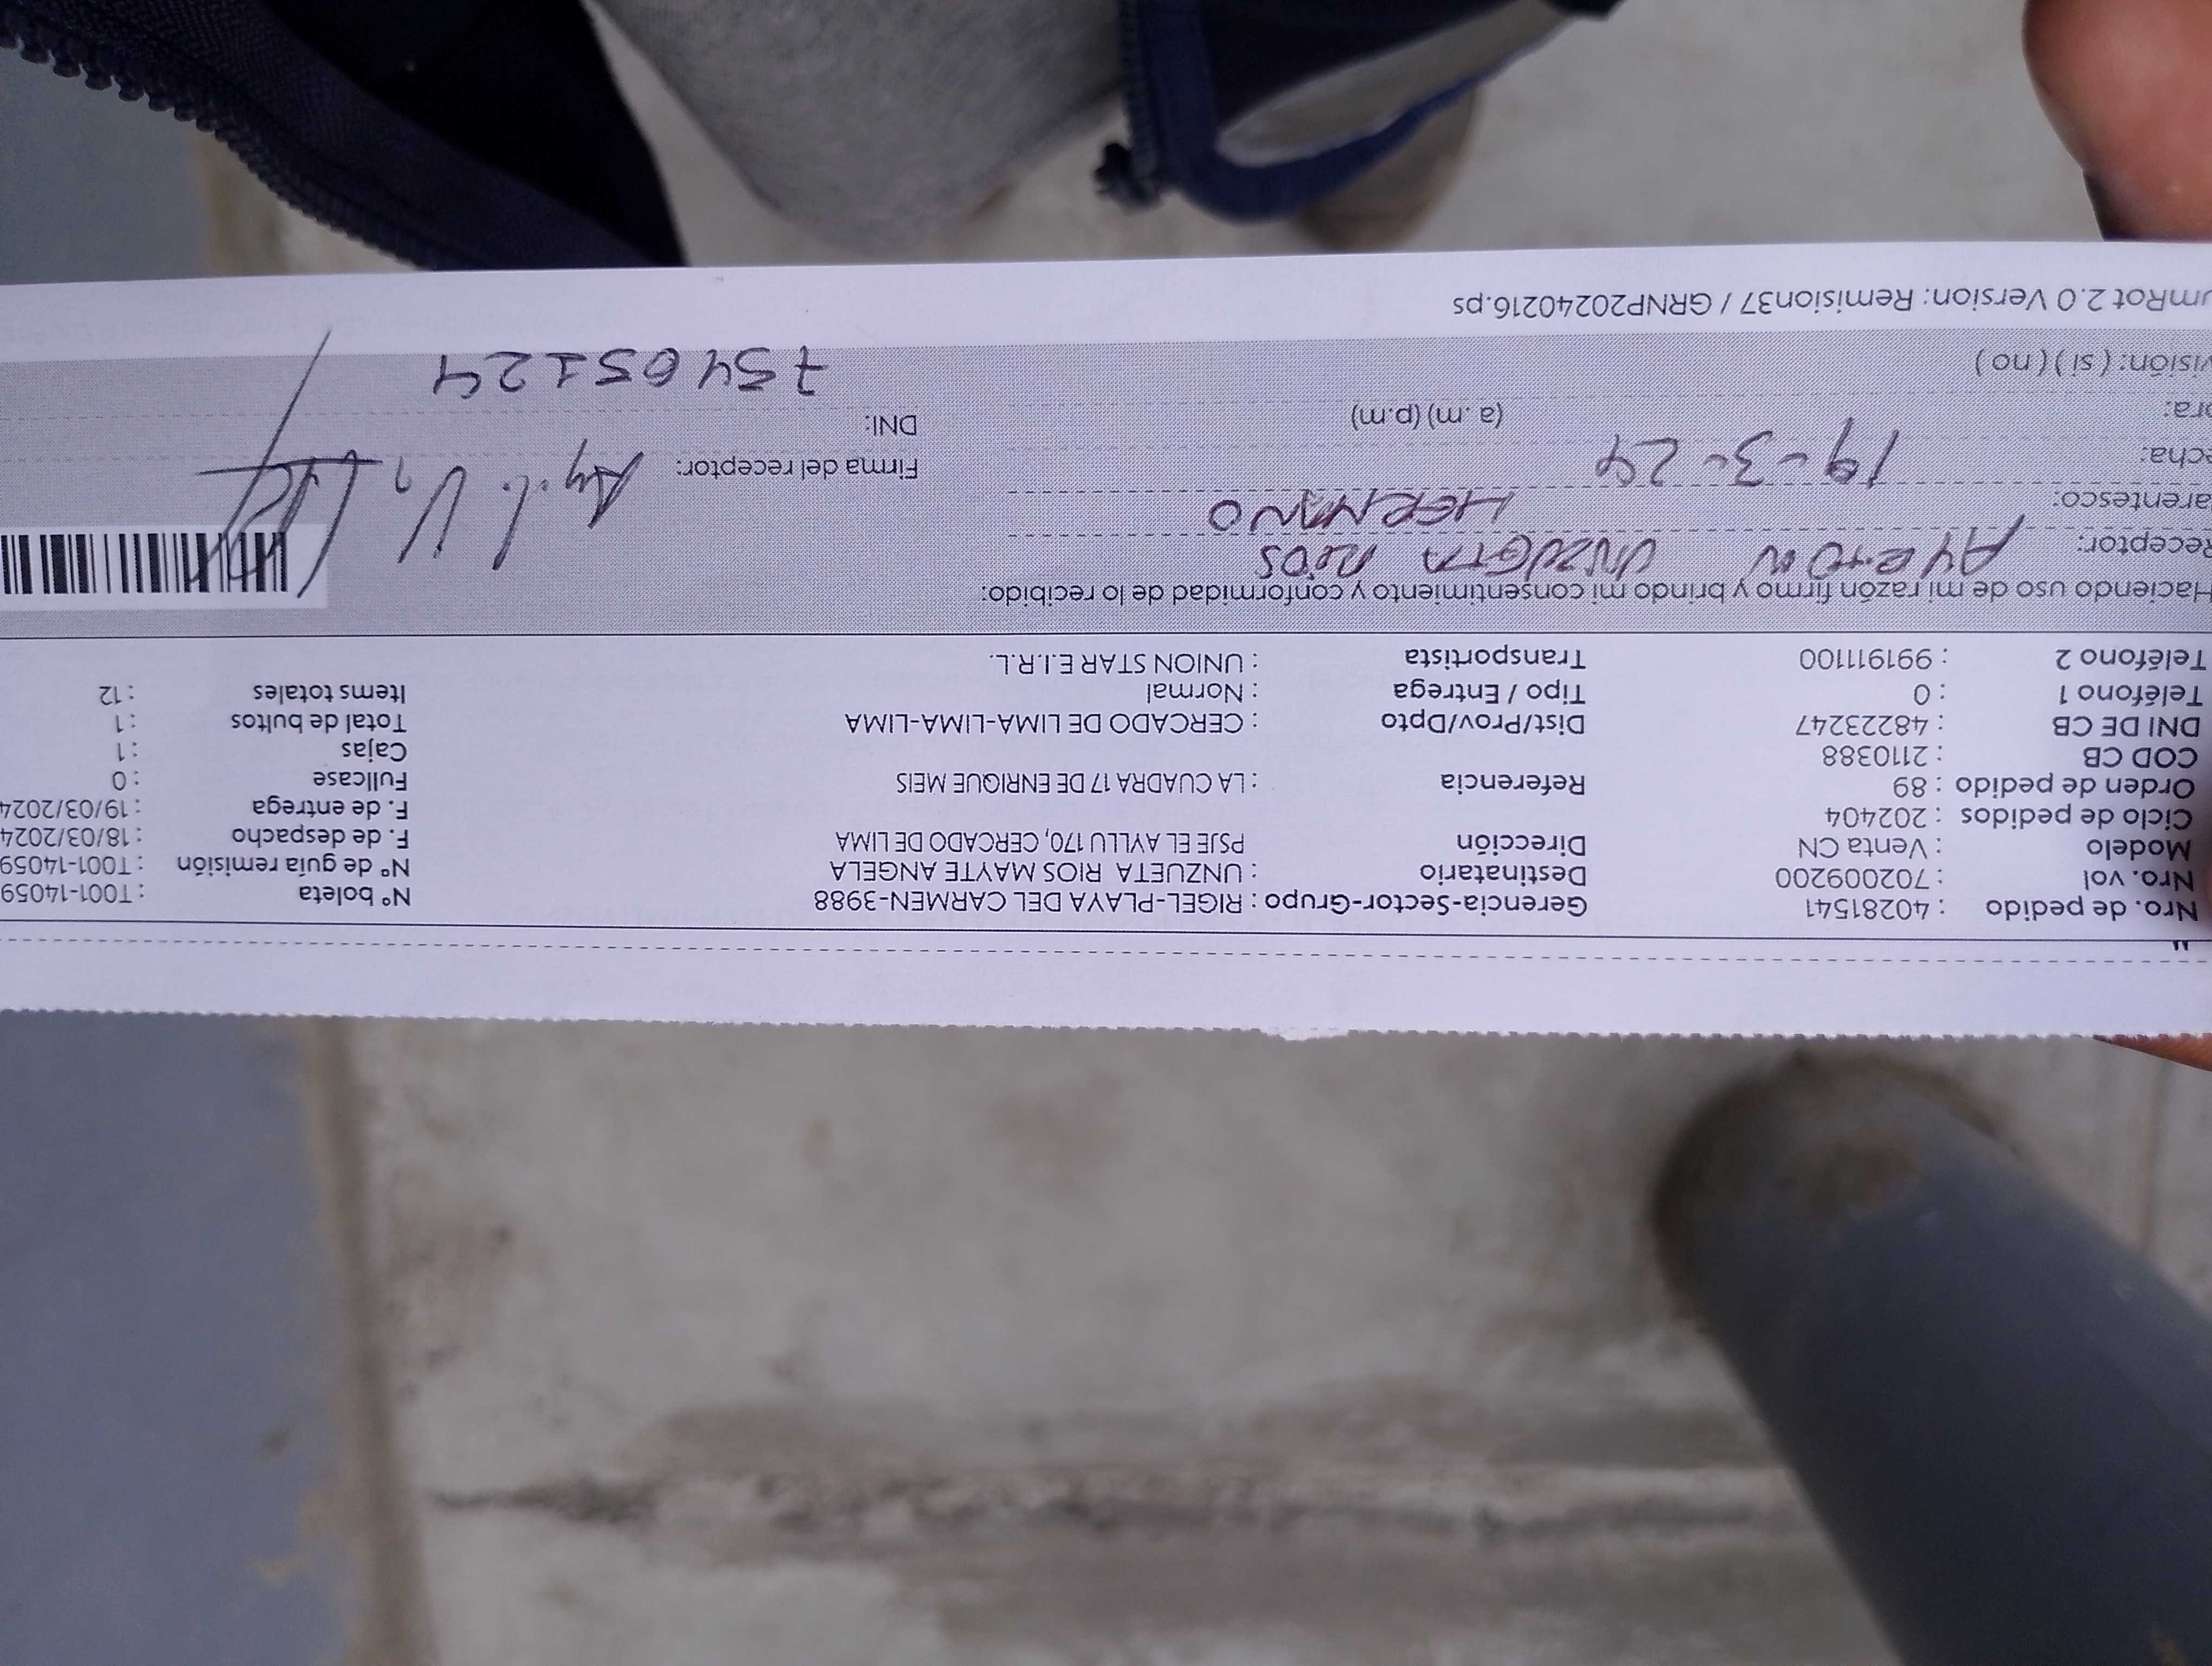 Nro. de pedido : 40281541 Gerencia-Sector-Grupo : RIGEL-PLAYA DEL CARMEN-3988 N° boleta : T001-14059
Nro. vol : 702009200 Destinatario : UNZUETA RIOS MAYTE ANGELA N° de guía remisión : T001-14059
Modelo : Venta CN Dirección PSJE EL AYLLU 170, CERCADO DE LIMA F. de despacho : 18/03/2024
Ciclo de pedidos : 202404 F. de entrega : 19/03/2024
Orden de pedido : 89 Referencia : LA CUADRA 17 DE ENRIQUE MEIS Fullcase : 0
COD CB : 2110388 Cajas : 1
DNI DE CB : 48223247 Dist/Prov/Dpto : CERCADO DE LIMA-LIMA-LIMA Total de bultos : 1
Teléfono 1 : 0 Tipo / Entrega : Normal Items totales : 12
Teléfono 2 : 991911100 Transportista : UNION STAR E.I.R.L.
Haciendo uso de mi razón firmo y brindo mi consentimiento y conformidad de lo recibido:
Receptor: UNZUETA RIOS
arentesco: HERMANO
echa: 19-3-24 Firma del receptor:
ora: (a. m) (p.m) DNI: 75405124
visión: ( si ) ( no )
umRot 2.0 Version: Remision37 / GRNP20240216.ps